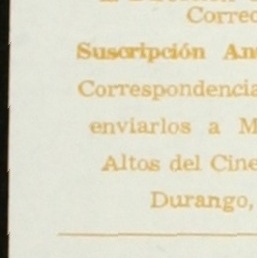 Correc
Suscripción An
Correspondencia
enviarlos a M
Altos del Cine
Durango,